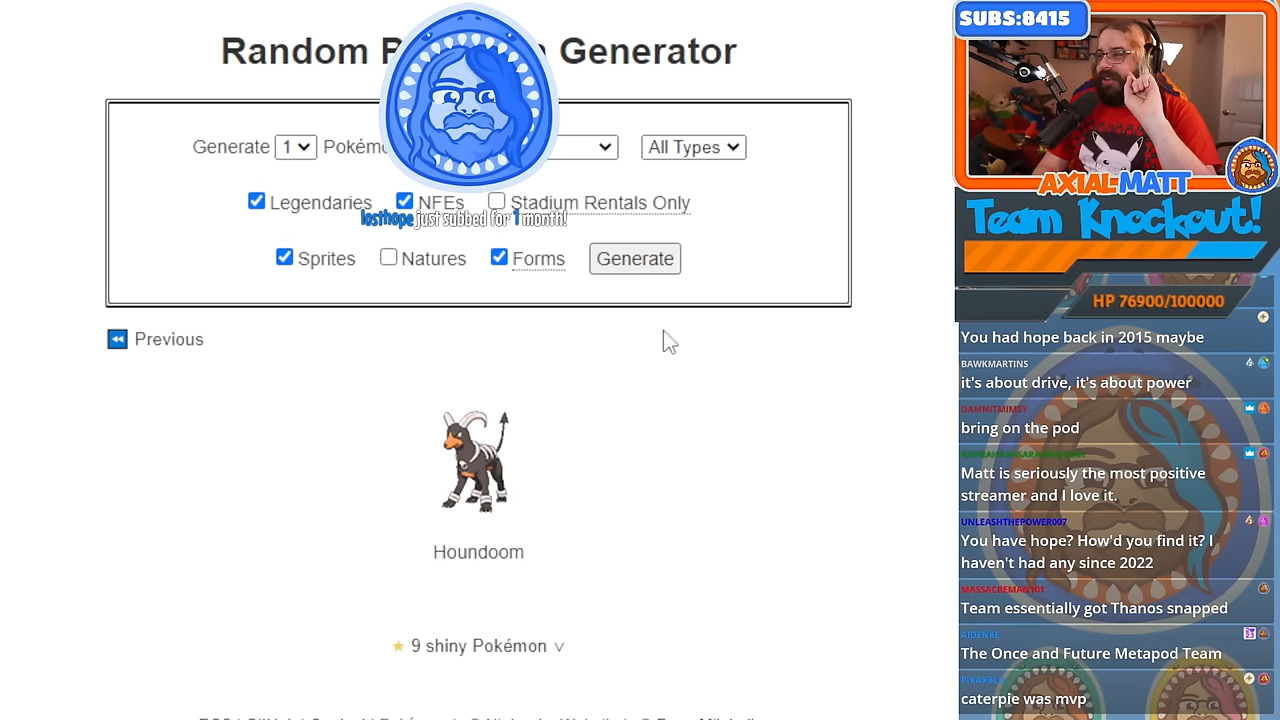 Random P Generator
Generate 1 Pokémo All Types
Legendaries NFEs Stadium Rentals Only
losthope just subbed for 1 month!
Sprites Natures Forms Generate
Previous
Houndoom
9 shiny Pokémon
SUBS:8415
AXIALMATT
Team Knockout!
HP 76900/100000
You had hope back in 2015 maybe
BAWKMARTINS
it's about drive, it's about power
DAMNITMIMSY
bring on the pod
Matt is seriously the most positive
streamer and I love it.
UNLEASHTHEPOWER007
You have hope? How'd you find it? I
haven't had any since 2022
MASSACREMAN101
Team essentially got Thanos snapped
AIDENKE
The Once and Future Metapod Team
caterpie was mvp